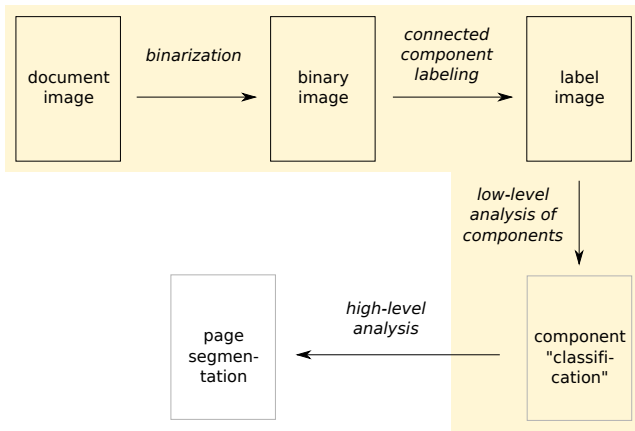 document
image
binarization
binary
image
connected
component
labeling
label
image
low-level
analysis of
components
component
"classifi-
cation"
high-level
analysis
page
segmen-
tation